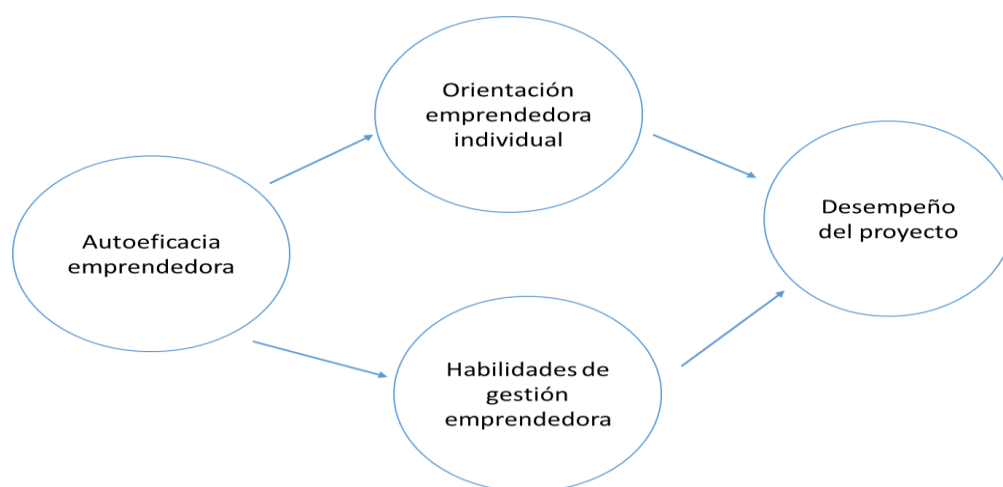 Orientación
emprendedora
individual
Autoeficacia
emprendedora
Desempeño
del proyecto
Habilidades de
gestión
emprendedora